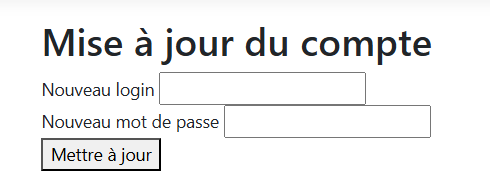 Mise à jour du compte
Nouveau login
Nouveau mot de passe
Mettre à jour